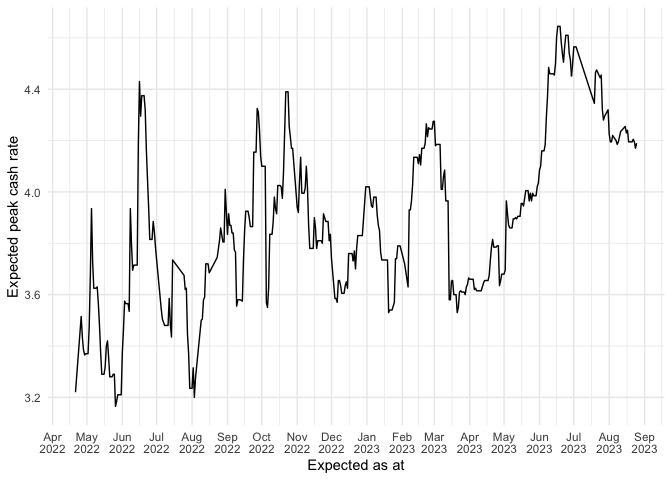 Expected peak cash rate
4.4
4.0
3.6
3.2
Apr May Jun Jul Aug Sep Oct Nov Dec Jan Feb Mar Apr May Jun Jul Aug Sep
2022 2022 2022 2022 2022 2022 2022 2022 2022 2023 2023 2023 2023 2023 2023 2023 2023 2023
Expected as at